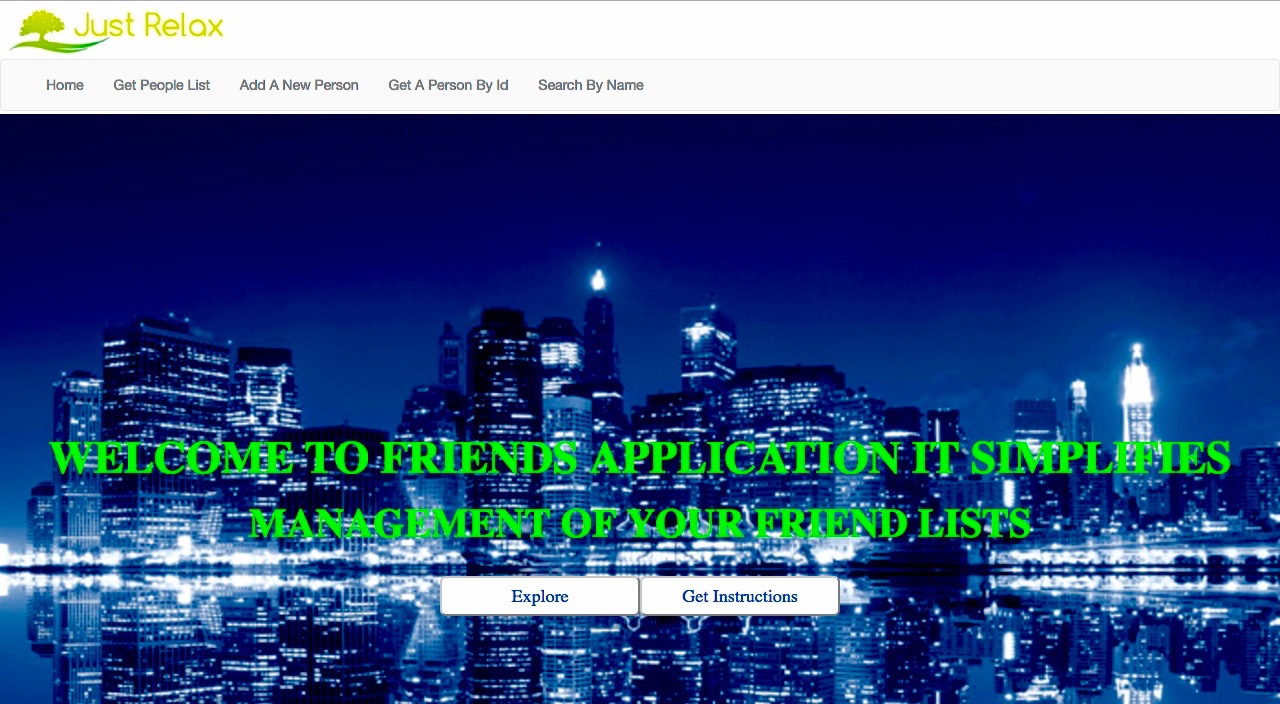 Just Relax
Home Get People List Add A New Person Get A Person By Id Search By Name
WELCOME TO FRIENDS APPLICATION IT SIMPLIFIES
MANAGEMENT OF YOUR FRIEND LISTS
Explore Get Instructions